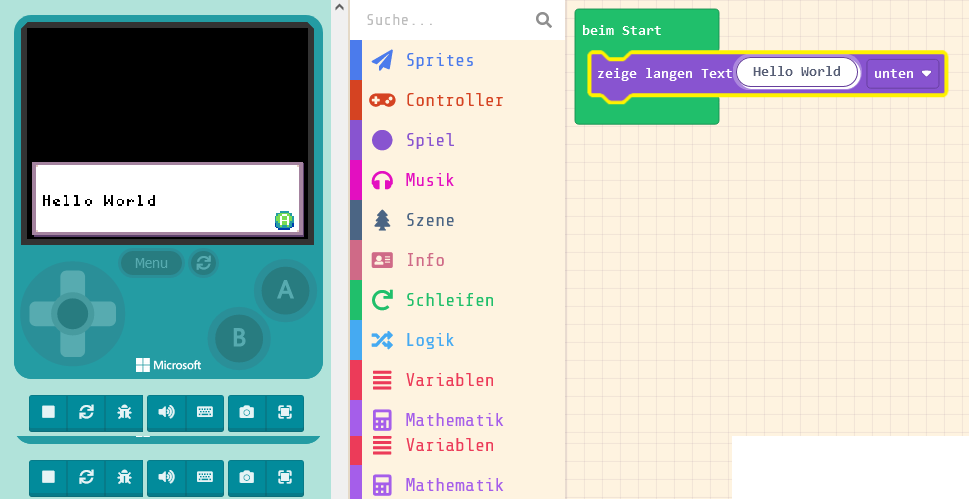 Hello World
Menu
A
B
Microsoft
Suche...
Sprites
Controller
Spiel
Musik
Szene
Info
Schleifen
Logik
Variablen
Mathematik
Variablen
Mathematik
beim Start
zeige langen Text Hello World unten